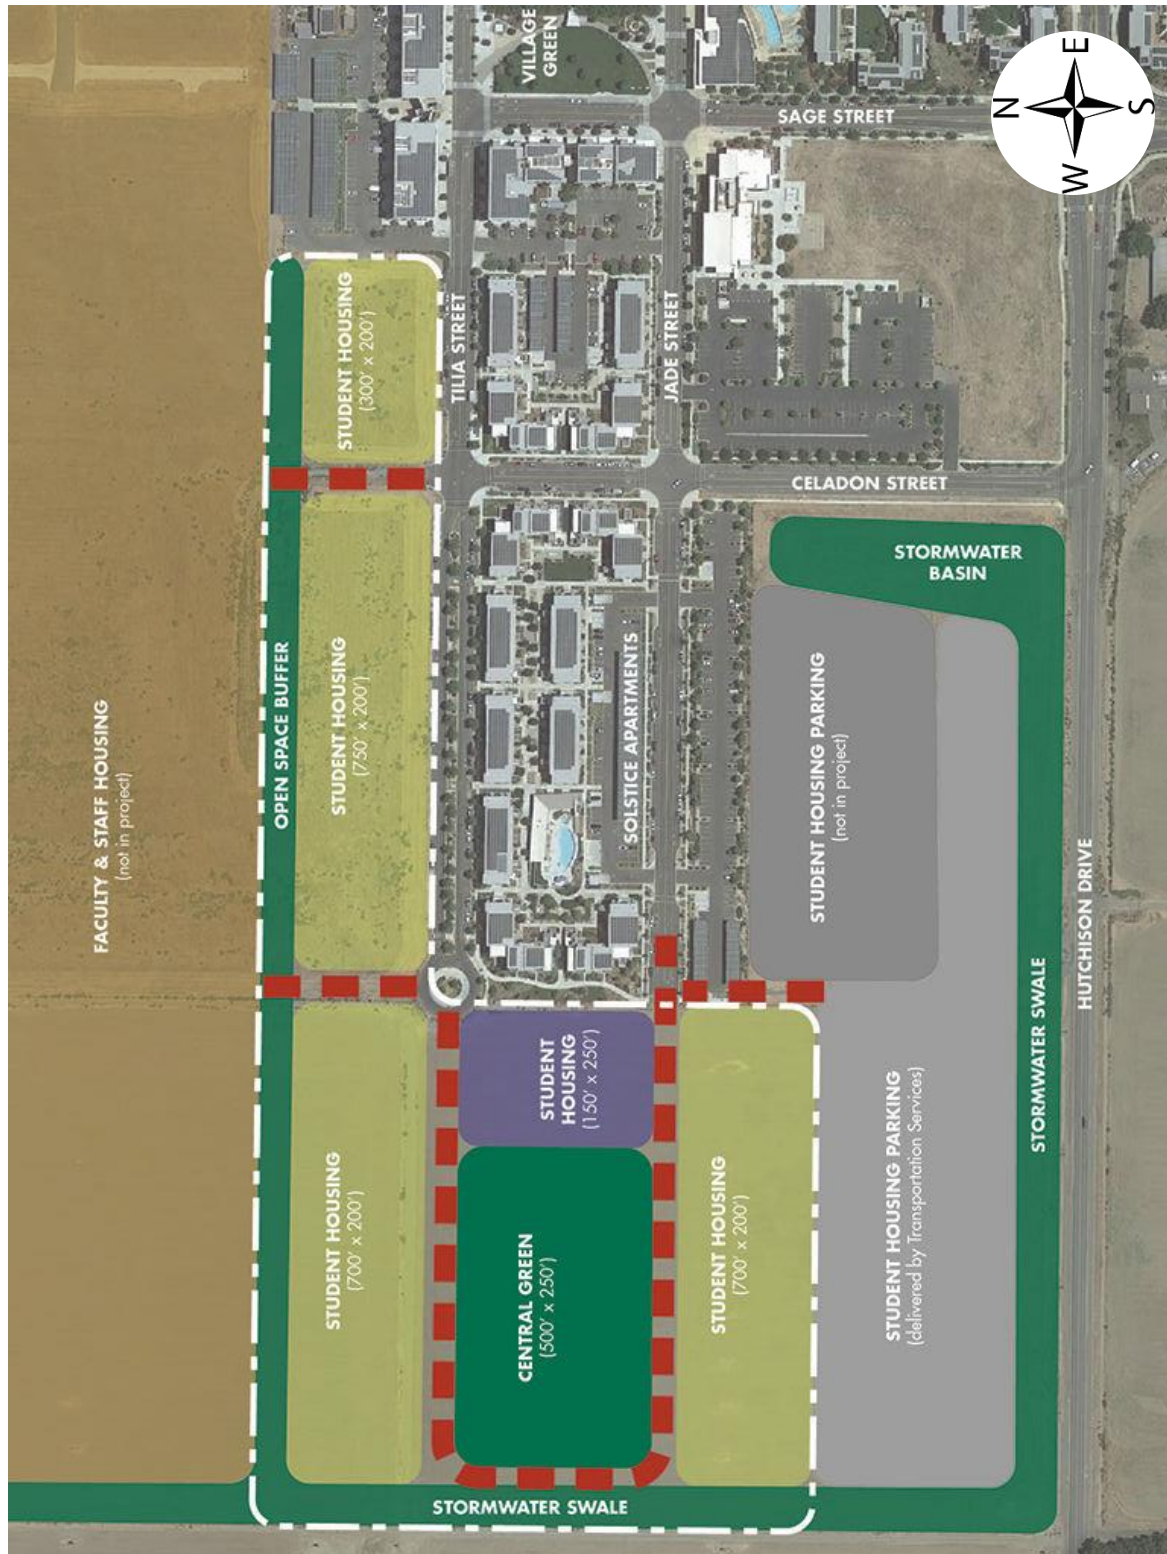 VILLAGE
GREEN
SAGE STREET
N
E
S
W
STUDENT HOUSING
(300' x 200')
TILIA STREET
JADE STREET
CELADON STREET
STORMWATER
BASIN
FACULTY & STAFF HOUSING
(not in project)
OPEN SPACE BUFFER
STUDENT HOUSING
(750' x 200')
SOLSTICE APARTMENTS
STUDENT HOUSING PARKING
(not in project)
HUTCHISON DRIVE
STORMWATER SWALE
STUDENT
HOUSING
(150' x 250')
STUDENT HOUSING
(700' x 200')
CENTRAL GREEN
(500' x 250')
STUDENT HOUSING
(700' x 200')
STUDENT HOUSING PARKING
(delivered by Transportation Services)
STORMWATER SWALE